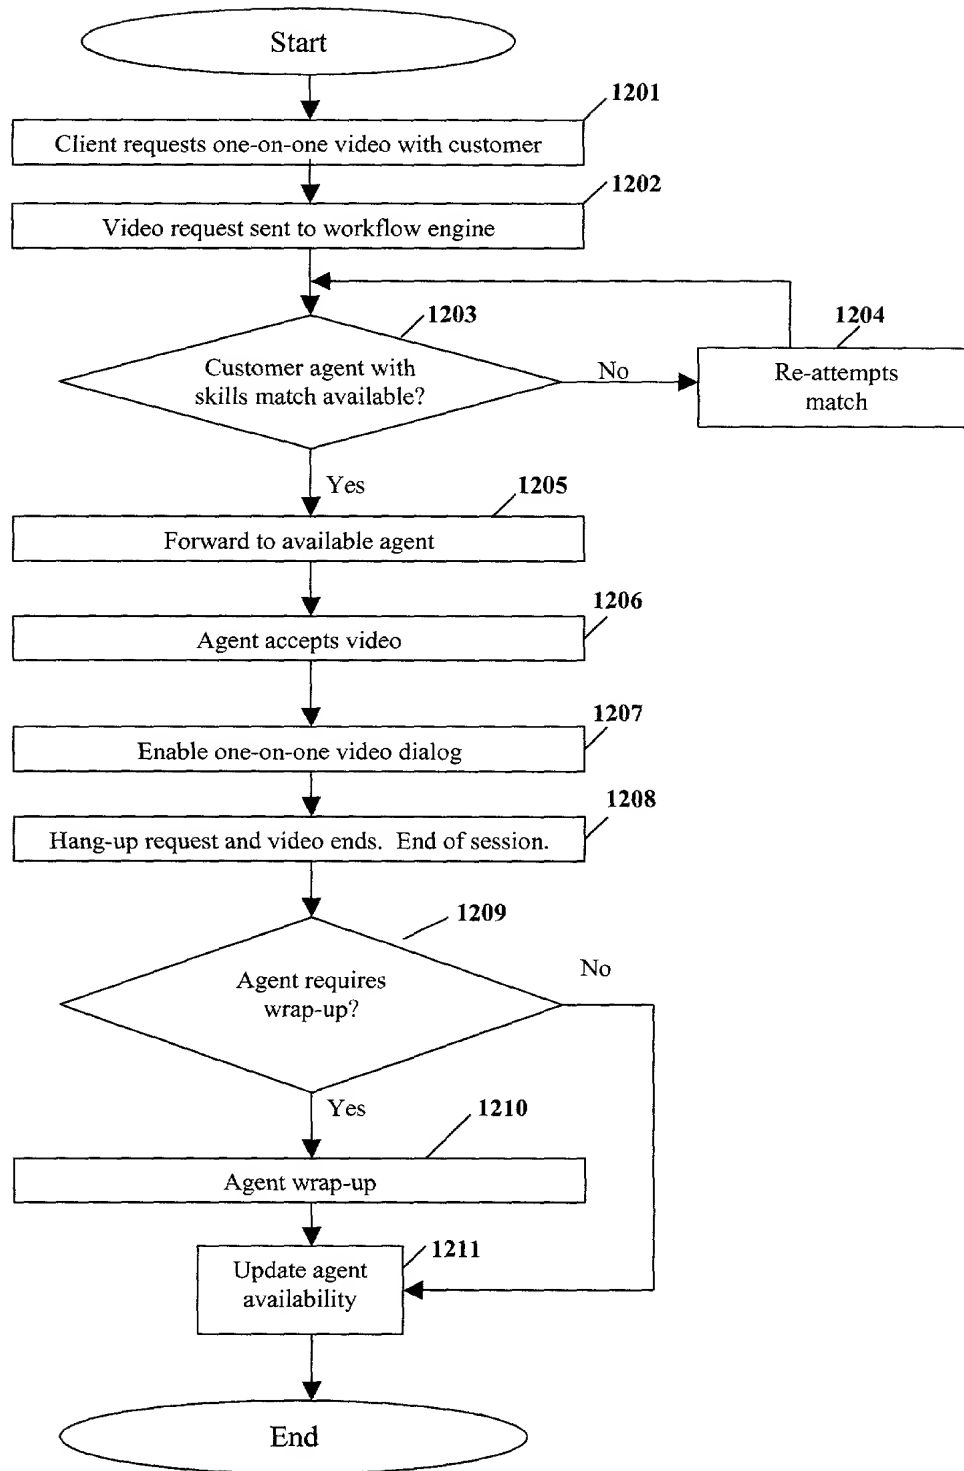 Start
1201
Client requests one-on-one video with customer
1202
Video request sent to workflow engine
1203
Customer agent with
skills match available?
No
1204
Re-attempts
match
Yes
1205
Forward to available agent
1206
Agent accepts video
1207
Enable one-on-one video dialog
1208
Hang-up request and video ends. End of session.
1209
Agent requires
wrap-up?
No
Yes
1210
Agent wrap-up
1211
Update agent
availability
End